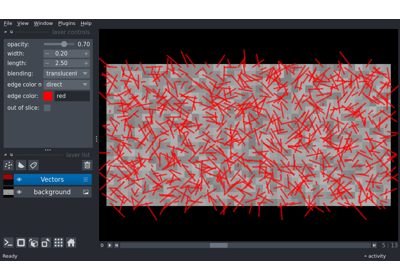 File View Window Plugins Help
layer controls
opacity: 0.70
width: 0.20
length: 2.50
blending: translucent
edge color m direct
edge color: red
out of slice:
layer list
Vectors
background
0
5 13
Ready
activity